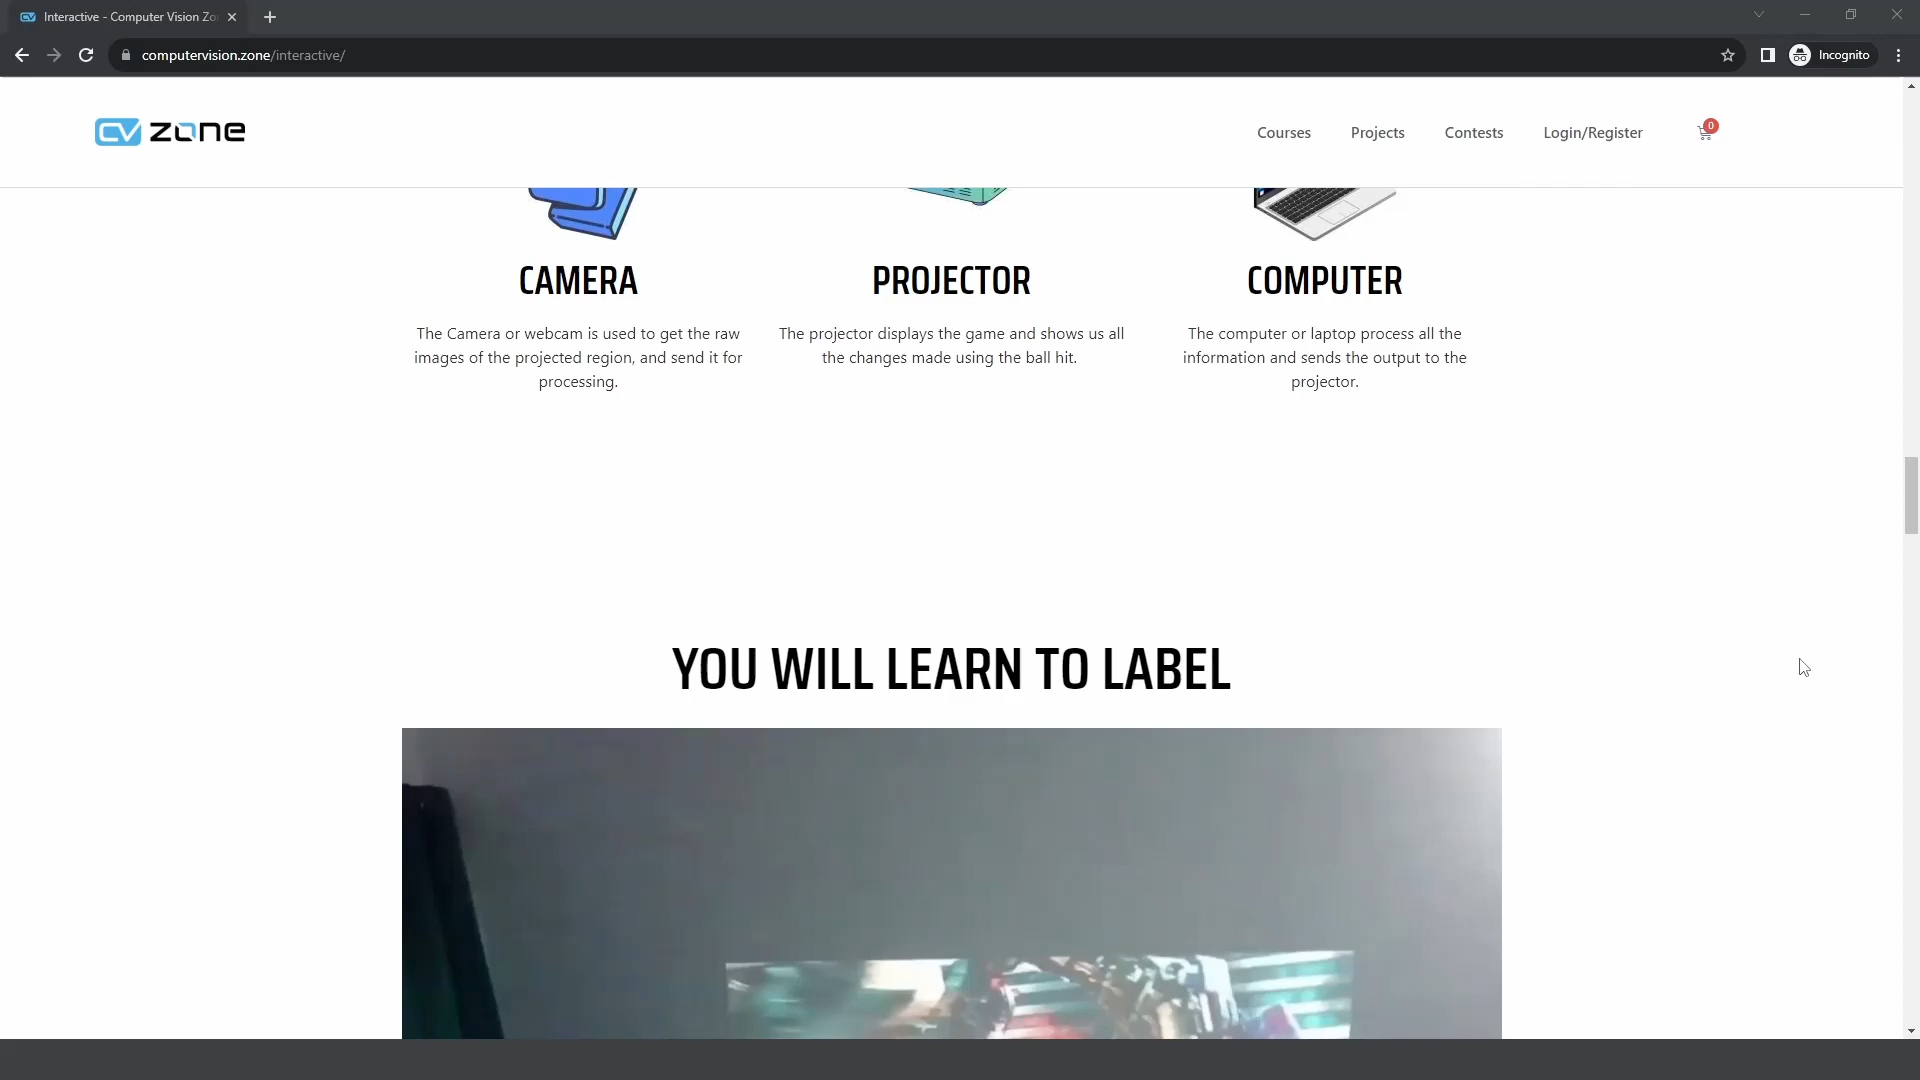 Interactive - Computer Vision Zo
computervision.zone/interactive/
Incognito
CV zone
Courses
Projects
Contests
Login/Register
0
CAMERA
The Camera or webcam is used to get the raw
images of the projected region, and send it for
processing.
PROJECTOR
The projector displays the game and shows us all
the changes made using the ball hit.
COMPUTER
The computer or laptop process all the
information and sends the output to the
projector.
YOU WILL LEARN TO LABEL